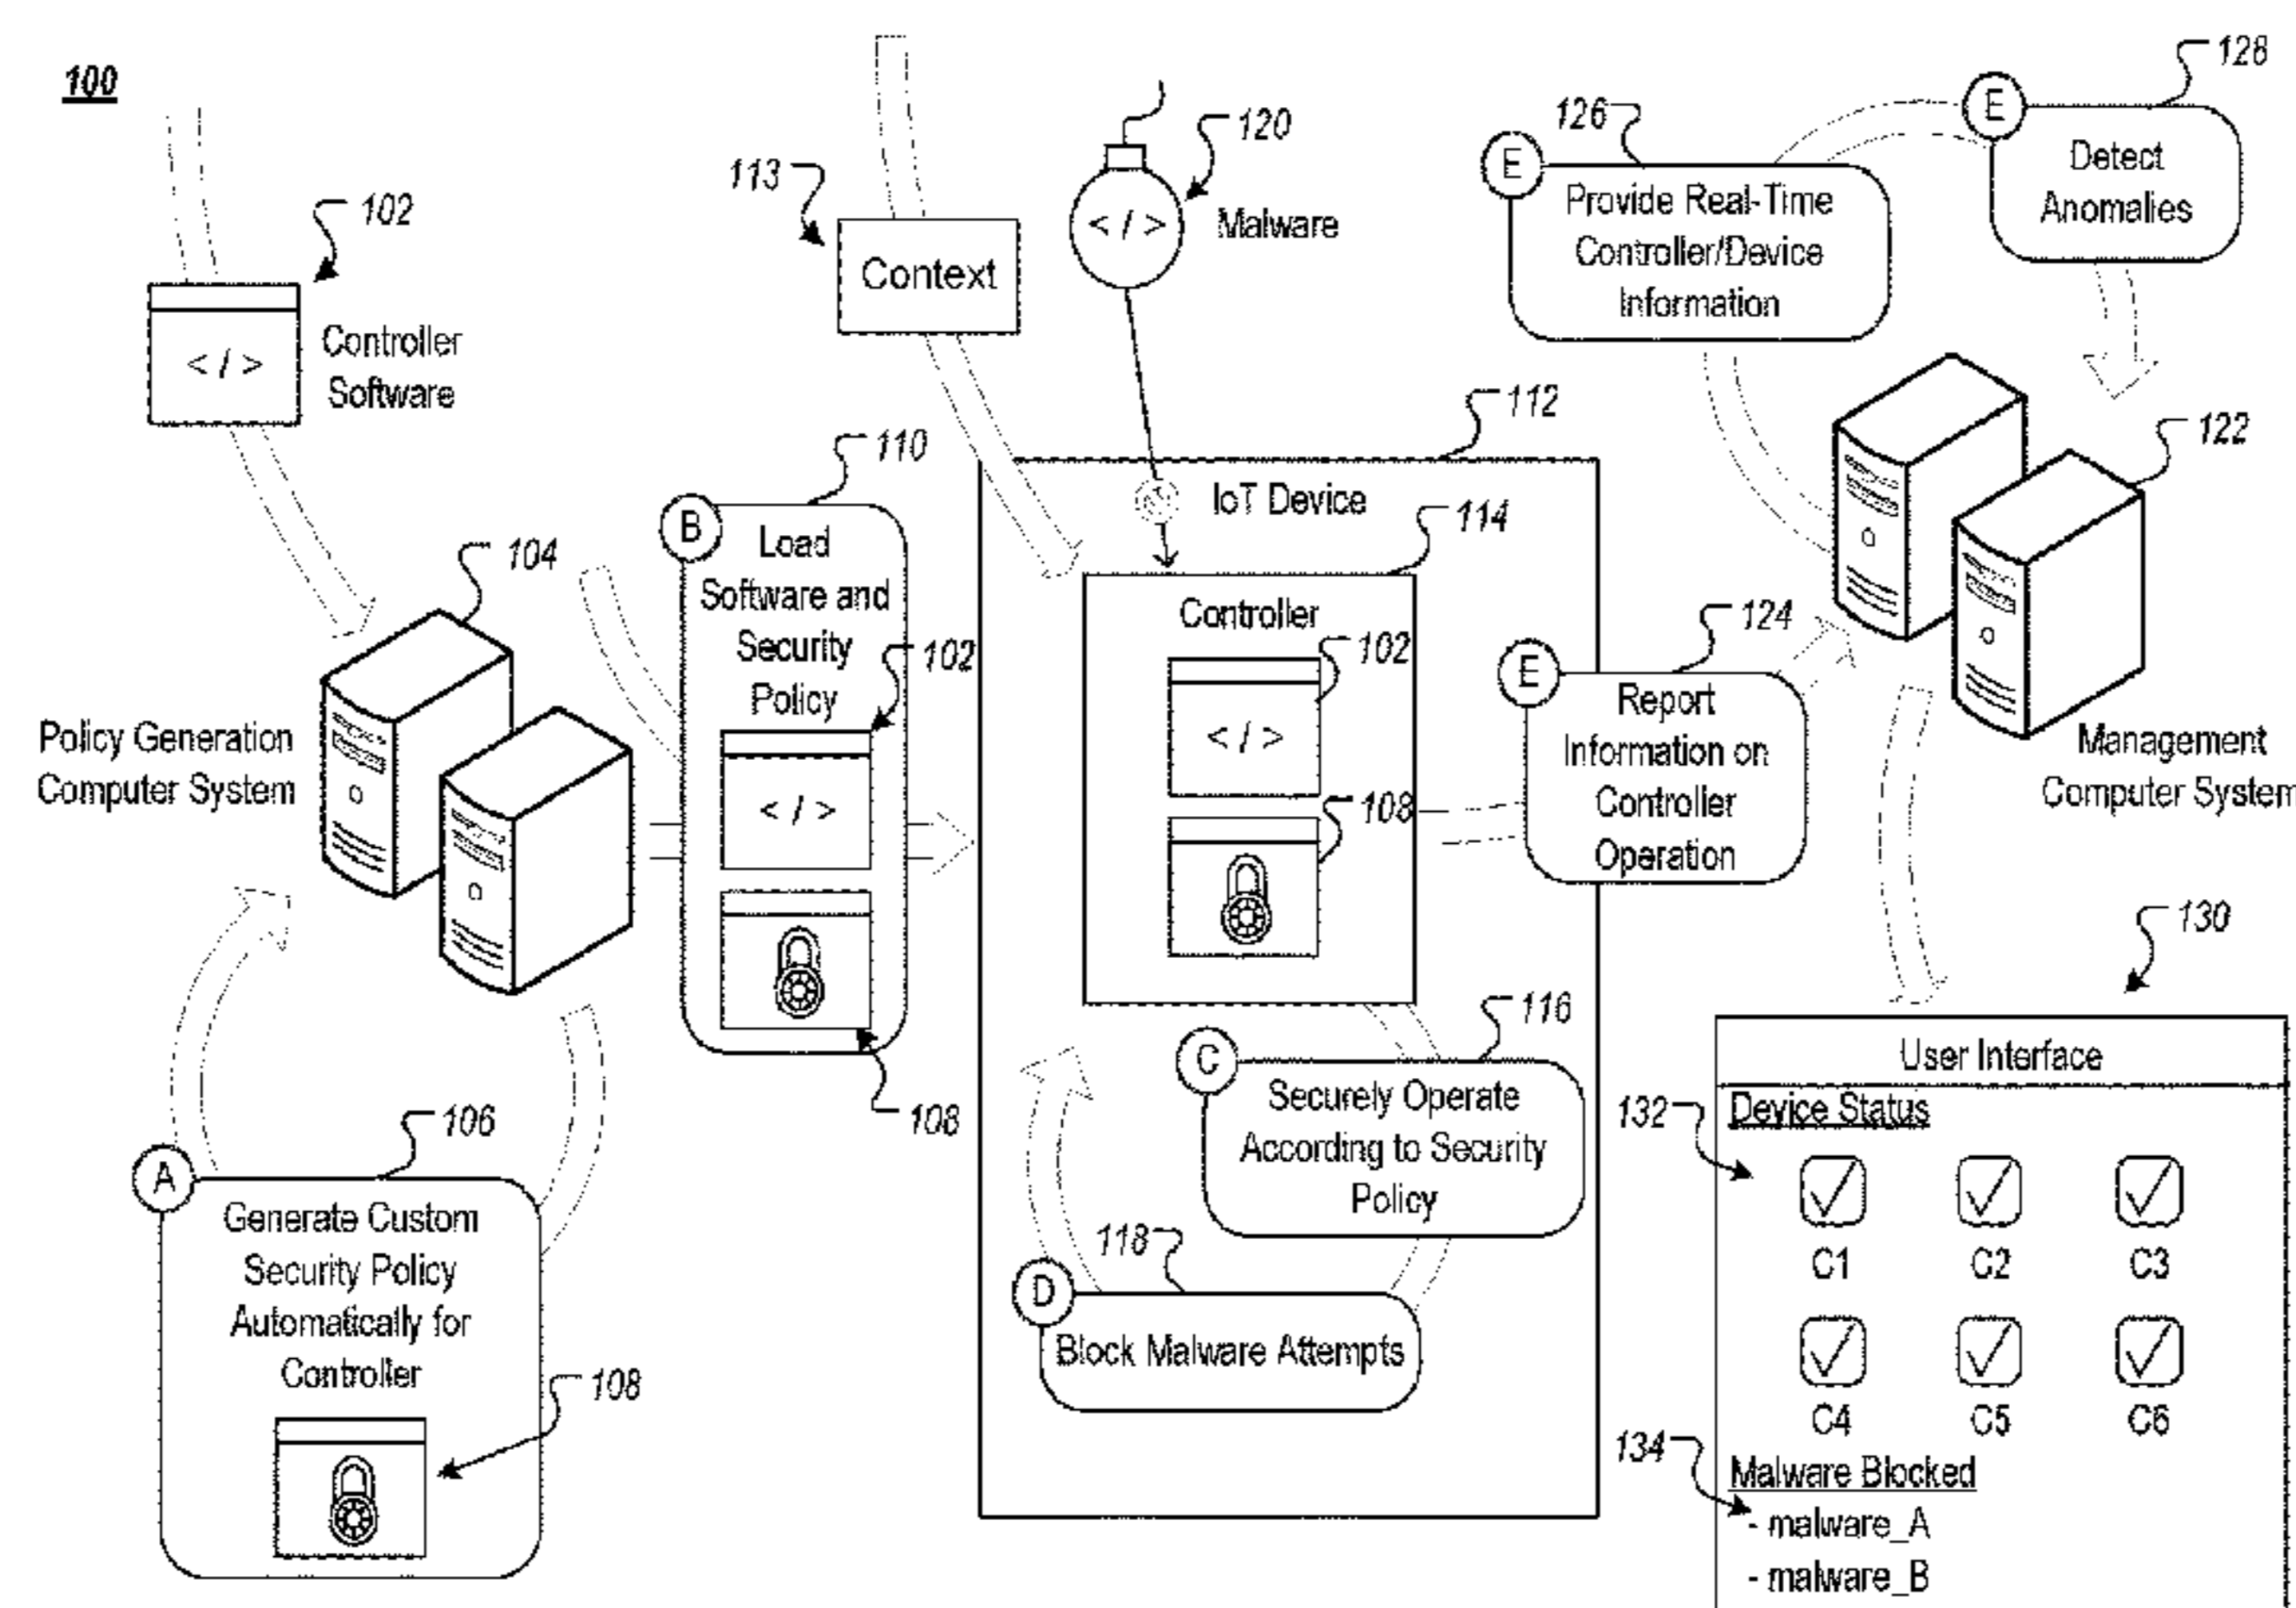 100
102
</>
Controller
Software
104
Policy Generation
Computer System
A
106
Generate Custom
Security Policy
Automatically for
Controller
108
110
B
Load
Software and
Security
Policy
102
</>
108
113
Context
120
</>
Malware
112
IoT Device
114
Controller
102
</>
108
116
C
Securely Operate
According to Security
Policy
118
D
Block Malware Attempts
124
E
Report
Information on
Controller
Operation
126
E
Provide Real-Time
Controller/Device
Information
128
E
Detect
Anomalies
122
Management
Computer System
130
User Interface
132
Device Status
C1 C2 C3
C4 C5 C6
134
Malware Blocked
- malware_A
- malware_B